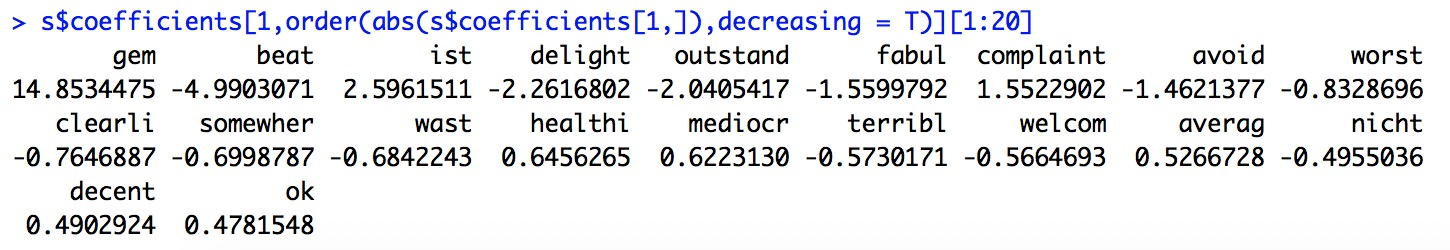 > s$coefficients[1,order(abs(s$coefficients[1,]),decreasing = T)][1:20]
gem beat ist delight outstand fabul complaint avoid worst
14.8534475 -4.9903071 2.5961511 -2.2616802 -2.0405417 -1.5599792 1.5522902 -1.4621377 -0.8328696
clearli somewher wast healthi mediocr terribl welcom averag nicht
-0.7646887 -0.6998787 -0.6842243 0.6456265 0.6223130 -0.5730171 -0.5664693 0.5266728 -0.4955036
decent ok
0.4902924 0.4781548